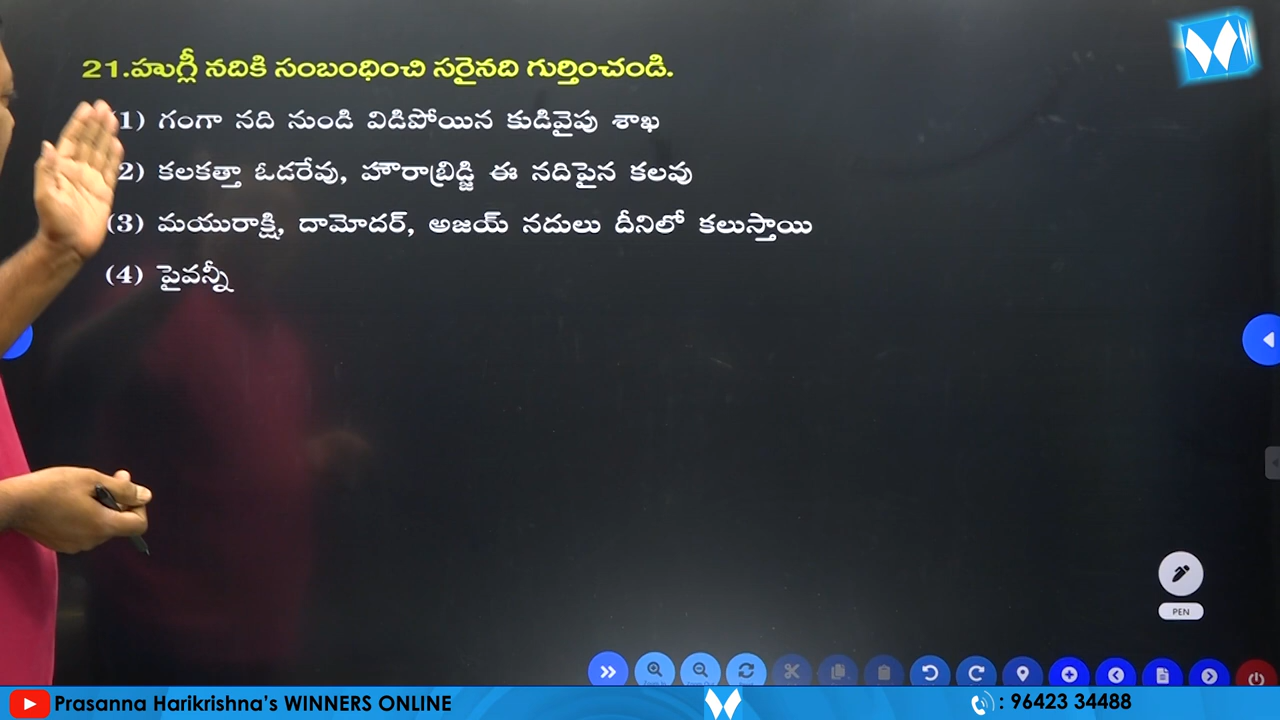 21.హుగ్లీ నదికి సంబంధించి సరైనది గుర్తించండి.
1) గంగా నది నుండి విడిపోయిన కుడివైపు శాఖ
2) కలకత్తా ఓడరేవు, హౌరాబ్రిడ్జి ఈ నదిపైన కలవు
(3) మయురాక్షి, దామోదర్, అజయ్ నదులు దీనిలో కలుస్తాయి
(4) పైవన్నీ
PEN
Prasanna Harikrishna's WINNERS ONLINE
: 96423 34488